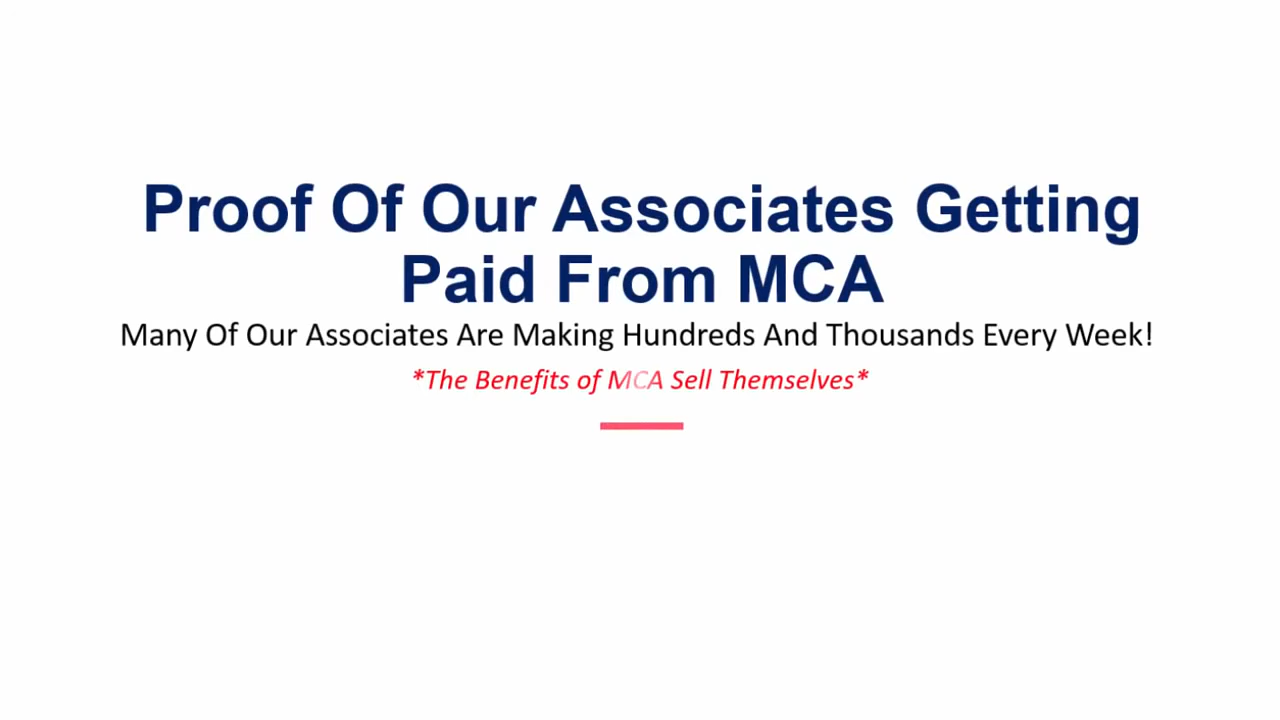 Proof Of Our Associates Getting
Paid From MCA
Many Of Our Associates Are Making Hundreds And Thousands Every Week!
*The Benefits of MCA Sell Themselves*